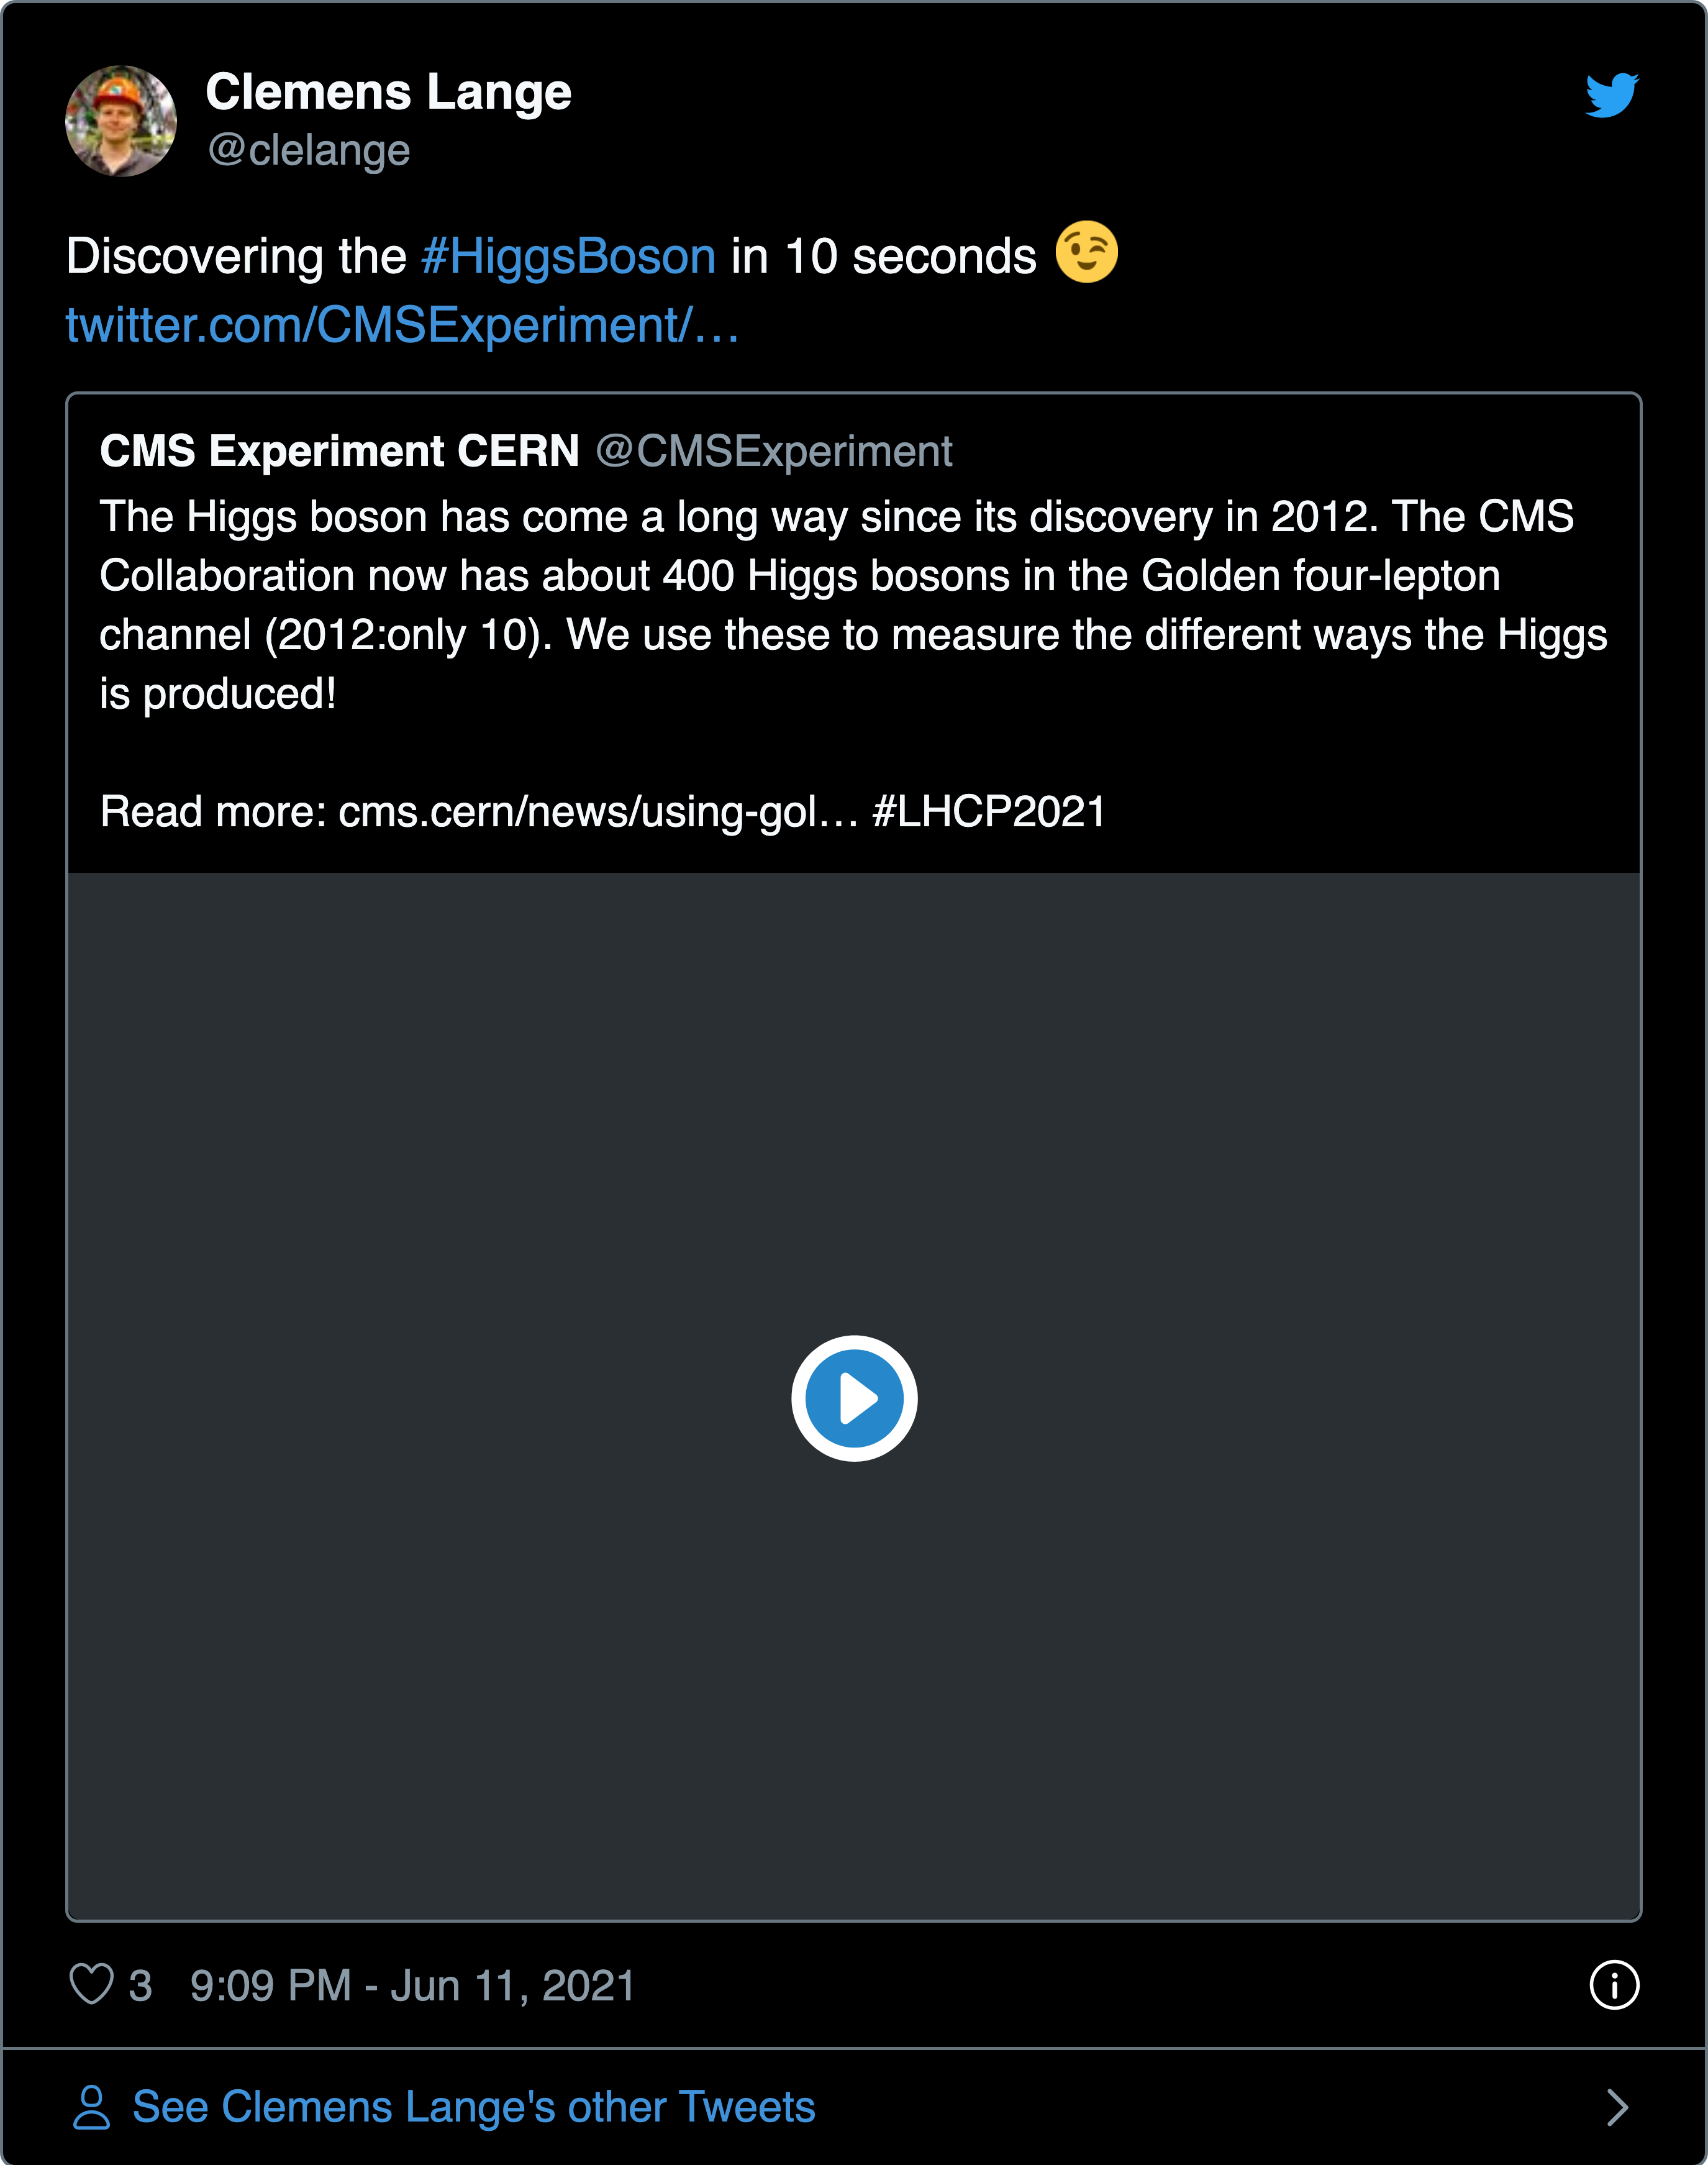 Clemens Lange
@clelange
Discovering the #HiggsBoson in 10 seconds 😉
twitter.com/CMSExperiment/…
CMS Experiment CERN @CMSExperiment
The Higgs boson has come a long way since its discovery in 2012. The CMS
Collaboration now has about 400 Higgs bosons in the Golden four-lepton
channel (2012:only 10). We use these to measure the different ways the Higgs
is produced!
Read more: cms.cern/news/using-gol… #LHCP2021
3 9:09 PM - Jun 11, 2021
See Clemens Lange's other Tweets